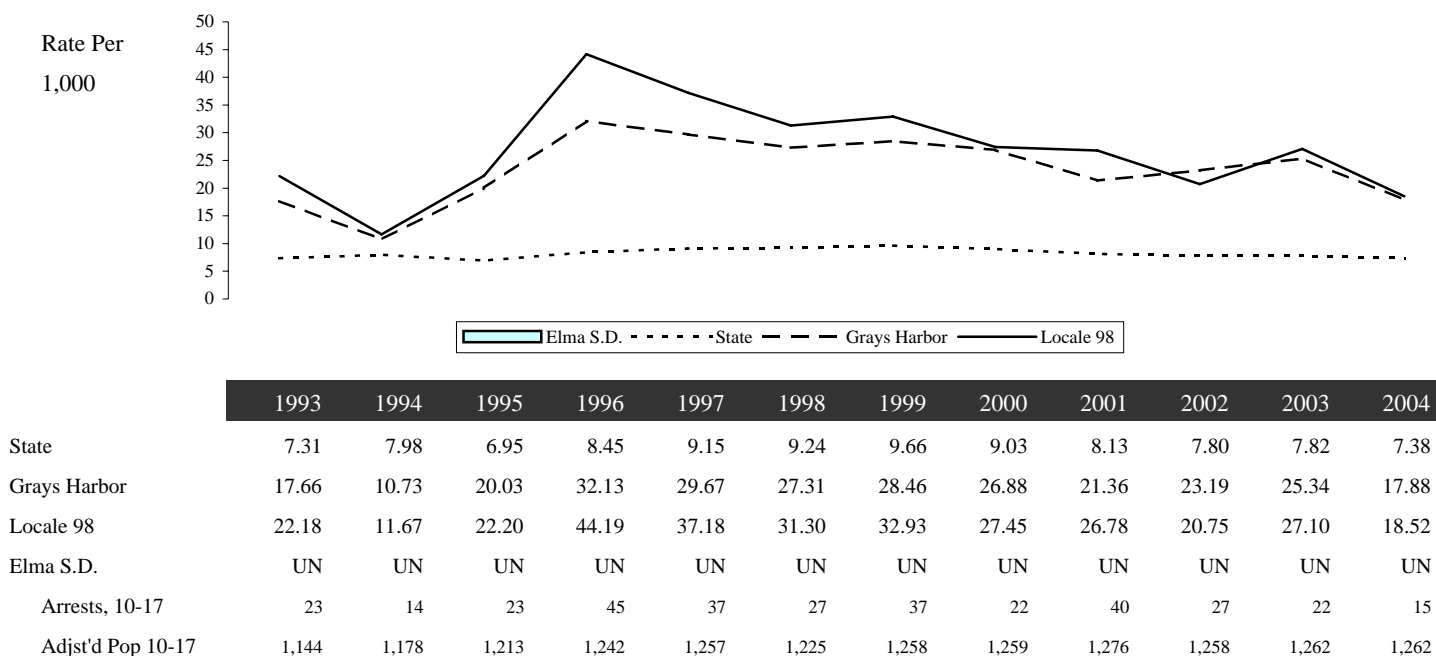 Rate Per
1,000
50
45
40
35
30
25
20
15
10
5
0
Elma S.D. State Grays Harbor Locale 98
1993 1994 1995 1996 1997 1998 1999 2000 2001 2002 2003 2004
State 7.31 7.98 6.95 8.45 9.15 9.24 9.66 9.03 8.13 7.80 7.82 7.38
Grays Harbor 17.66 10.73 20.03 32.13 29.67 27.31 28.46 26.88 21.36 23.19 25.34 17.88
Locale 98 22.18 11.67 22.20 44.19 37.18 31.30 32.93 27.45 26.78 20.75 27.10 18.52
Elma S.D. UN UN UN UN UN UN UN UN UN UN UN UN
Arrests, 10-17 23 14 23 45 37 27 37 22 40 27 22 15
Adjst'd Pop 10-17 1,144 1,178 1,213 1,242 1,257 1,225 1,258 1,259 1,276 1,258 1,262 1,262